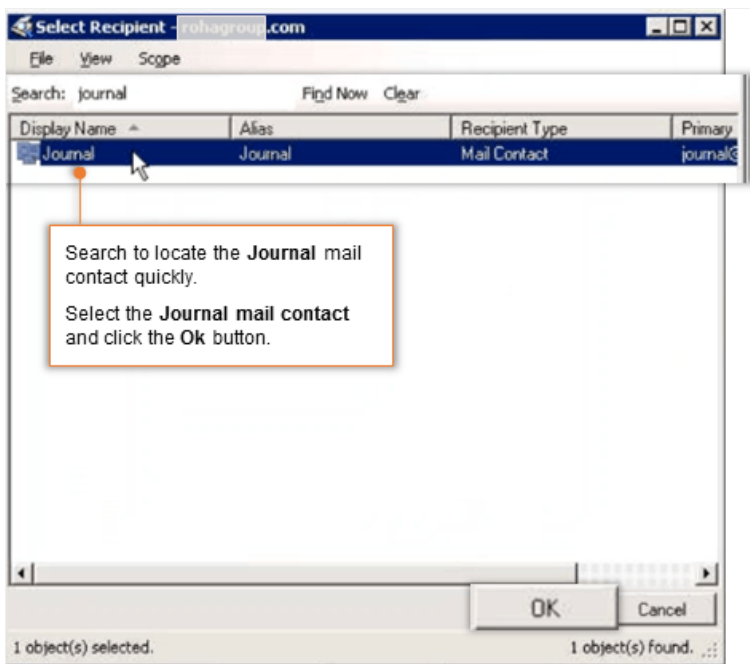 Select Recipient - rohagroup.com
File View Scope
Search: journal Find Now Clear
Display Name Alias Recipient Type Primary
Journal Journal Mail Contact journal@
Search to locate the Journal mail
contact quickly.
Select the Journal mail contact
and click the Ok button.
OK Cancel
1 object(s) selected. 1 object(s) found.